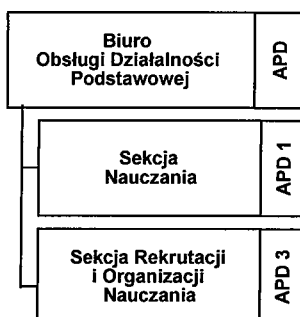 Biuro
Obsługi Działalności
Podstawowej
APD
Sekcja
Nauczania
APD 1
Sekcja Rekrutacji
i Organizacji
Nauczania
APD 3